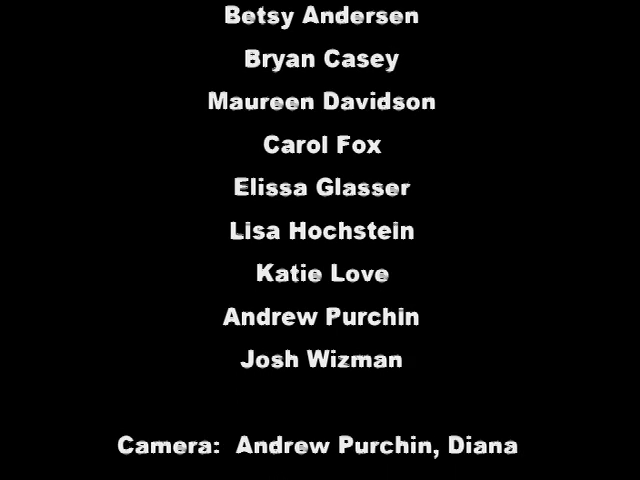 Betsy Andersen
Bryan Casey
Maureen Davidson
Carol Fox
Elissa Glasser
Lisa Hochstein
Katie Love
Andrew Purchin
Josh Wizman
Camera:  Andrew Purchin, Diana